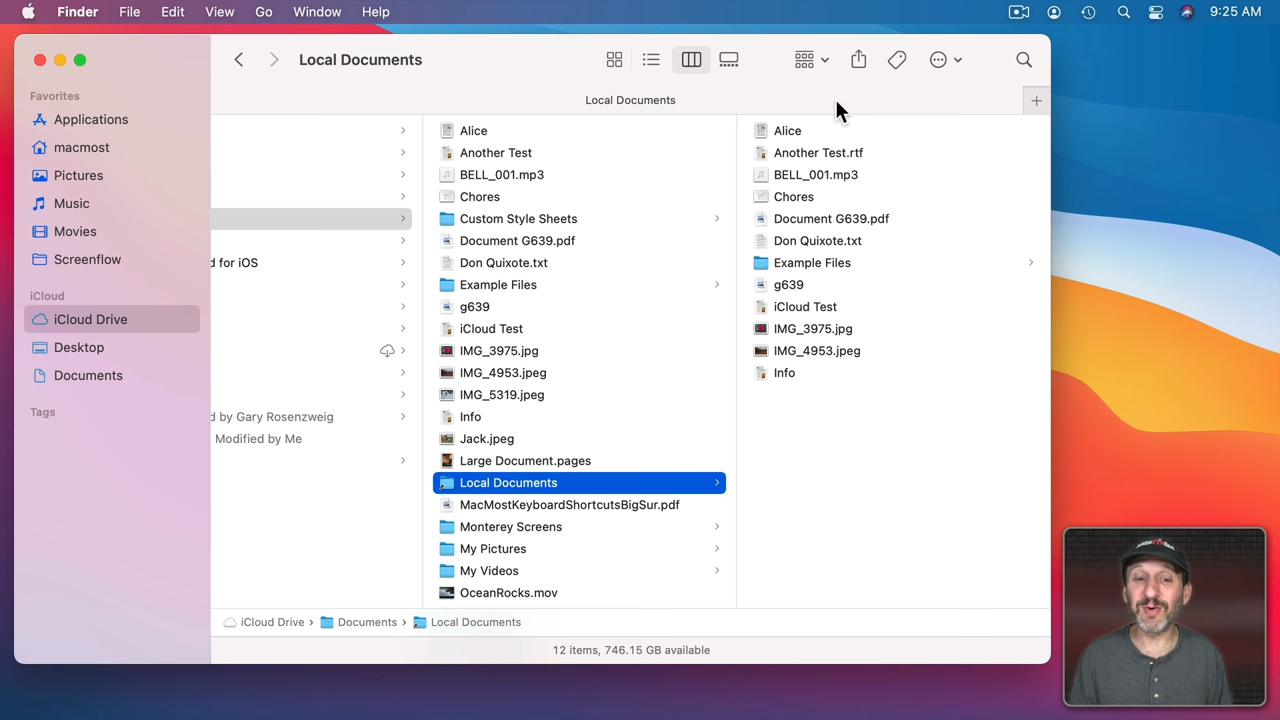 Finder File Edit View Go Window Help 9:25 AM
Local Documents
Local Documents
Favorites
Applications
macmost
Pictures
Music
Movies
Screenflow
iCloud
iCloud Drive
Desktop
Documents
Tags
d for iOS
d by Gary Rosenzweig
Modified by Me
Alice
Another Test
BELL_001.mp3
Chores
Custom Style Sheets
Document G639.pdf
Don Quixote.txt
Example Files
g639
iCloud Test
IMG_3975.jpg
IMG_4953.jpeg
IMG_5319.jpeg
Info
Jack.jpeg
Large Document.pages
Local Documents
MacMostKeyboardShortcutsBigSur.pdf
Monterey Screens
My Pictures
My Videos
OceanRocks.mov
Alice
Another Test.rtf
BELL_001.mp3
Chores
Document G639.pdf
Don Quixote.txt
Example Files
g639
iCloud Test
IMG_3975.jpg
IMG_4953.jpeg
Info
iCloud Drive › Documents › Local Documents
12 items, 746.15 GB available